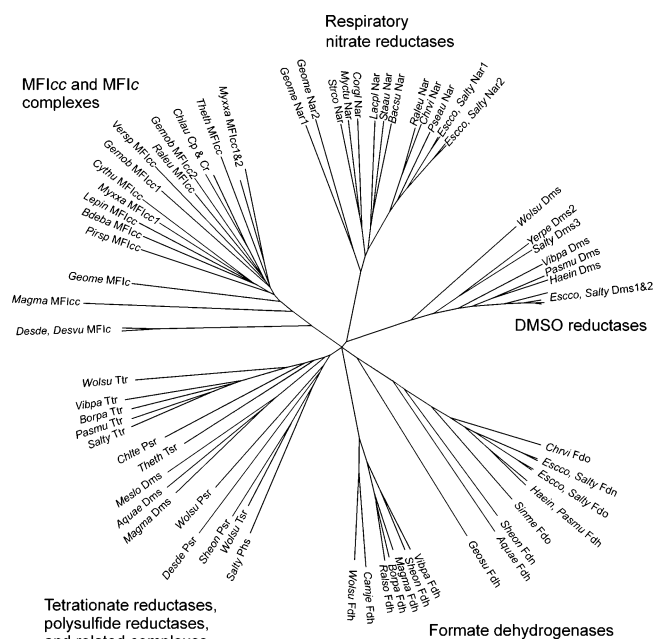 Respiratory
nitrate reductases
MFIcc and MFIc
complexes
Geome Nar1
Geome Nar2
Strco Nar
Myctu Nar
Corgl Nar
Lacpl Nar
Staau Nar
Bacsu Nar
Raleu Nar
Chrvi Nar
Pseau Nar
Escco, Salty Nar1
Escco, Salty Nar2
Myxxa MFIcc1&2
Theth MFIcc
Chlau Cp & Cr
Gemob MFIcc2
Raleu MFIcc
Versp MFIcc
Gemob MFIcc1
Cythu MFIcc
Myxxa MFIcc1
Lepin MFIcc
Bdeba MFIcc
Pirsp MFIcc
Geome MFIc
Magma MFIcc
Desde, Desvu MFIc
Wolsu Dms
Yerpe Dms2
Salty Dms3
Vibpa Dms
Pasmu Dms
Haein Dms
Escco, Salty Dms1&2
DMSO reductases
Wolsu Ttr
Vibpa Ttr
Borpa Ttr
Pasmu Ttr
Salty Ttr
Chlte Psr
Theth Tsr
Meslo Dms
Aquae Dms
Magma Dms
Wolsu Psr
Desde Psr
Sheon Psr
Wolsu Tsr
Salty Phs
Wolsu Fdh
Camje Fdh
Ralso Fdh
Borpa Fdh
Magma Fdh
Sheon Fdh
Vibpa Fdh
Geosu Fdh
Aquae Fdh
Sheon Fdn
Sinme Fdo
Haein, Pasmu Fdh
Escco, Salty Fdo
Escco, Salty Fdn
Chrvi Fdo
Tetrationate reductases,
polysulfide reductases,
and related complexes
Formate dehydrogenases